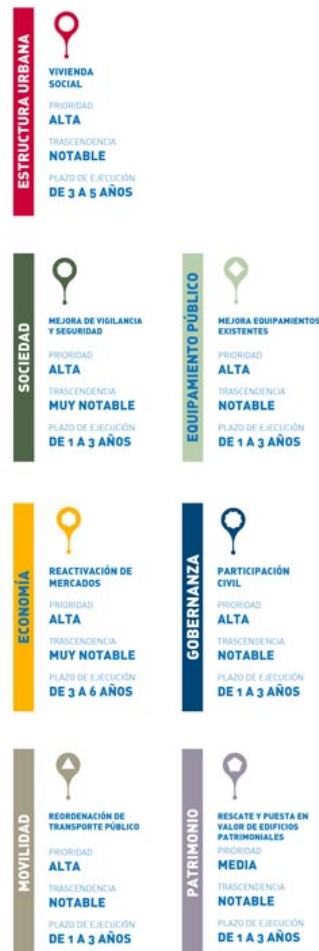 ESTRUCTURA URBANA
VIVIENDA
SOCIAL
PRIORIDAD
ALTA
TRASCENDENCIA
NOTABLE
PLAZO DE EJECUCIÓN
DE 3 A 5 AÑOS
SOCIEDAD
MEJORA DE VIGILANCIA
Y SEGURIDAD
PRIORIDAD
ALTA
TRASCENDENCIA
MUY NOTABLE
PLAZO DE EJECUCIÓN
DE 1 A 3 AÑOS
EQUIPAMIENTO PÚBLICO
MEJORA EQUIPAMIENTOS
EXISTENTES
PRIORIDAD
ALTA
TRASCENDENCIA
NOTABLE
PLAZO DE EJECUCIÓN
DE 1 A 3 AÑOS
ECONOMÍA
REACTIVACIÓN DE
MERCADOS
PRIORIDAD
ALTA
TRASCENDENCIA
MUY NOTABLE
PLAZO DE EJECUCIÓN
DE 3 A 6 AÑOS
GOBERNANZA
PARTICIPACIÓN
CIVIL
PRIORIDAD
ALTA
TRASCENDENCIA
NOTABLE
PLAZO DE EJECUCIÓN
DE 1 A 3 AÑOS
MOVILIDAD
REORDENACIÓN DE
TRANSPORTE PÚBLICO
PRIORIDAD
ALTA
TRASCENDENCIA
NOTABLE
PLAZO DE EJECUCIÓN
DE 1 A 3 AÑOS
PATRIMONIO
RESCATE Y PUESTA EN
VALOR DE EDIFICIOS
PATRIMONIALES
PRIORIDAD
MEDIA
TRASCENDENCIA
NOTABLE
PLAZO DE EJECUCIÓN
DE 1 A 3 AÑOS